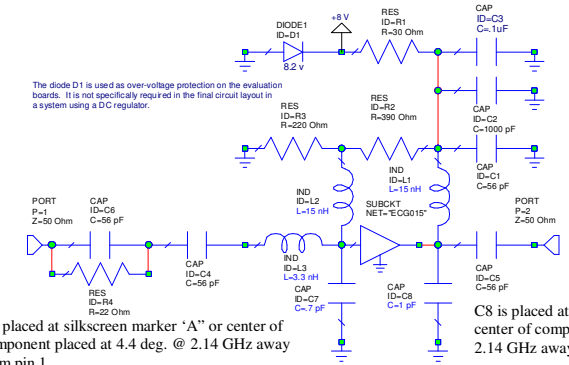 DIODE1
ID=D1
8.2 v
+8 V
RES
ID=R1
R=30 Ohm
CAP
ID=C3
C=.1uF
The diode D1 is used as over-voltage protection on the evaluation
boards. It is not specifically required in the final circuit layout in
a system using a DC regulator.
RES
ID=R3
R=220 Ohm
RES
ID=R2
R=390 Ohm
CAP
ID=C2
C=1000 pF
CAP
ID=C1
C=56 pF
IND
ID=L2
L=15 nH
IND
ID=L1
L=15 nH
SUBCKT
NET="ECG015"
PORT
P=1
Z=50 Ohm
CAP
ID=C6
C=56 pF
PORT
P=2
Z=50 Ohm
CAP
ID=C4
C=56 pF
IND
ID=L3
L=3.3 nH
CAP
ID=C5
C=56 pF
RES
ID=R4
R=22 Ohm
CAP
ID=C7
C=.7 pF
CAP
ID=C8
C=1 pF
placed at silkscreen marker ‘A” or center of
mponent placed at 4.4 deg. @ 2.14 GHz away
m pin 1
C8 is placed at
center of comp
2.14 GHz away